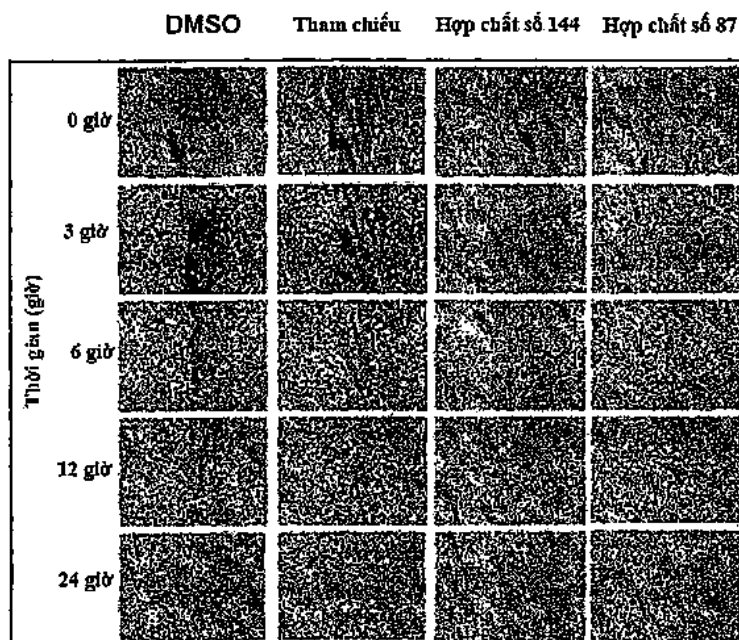 DMSO Tham chiếu Hợp chất số 144 Hợp chất số 87
0 giờ
3 giờ
6 giờ
12 giờ
24 giờ
Thời gian (giờ)